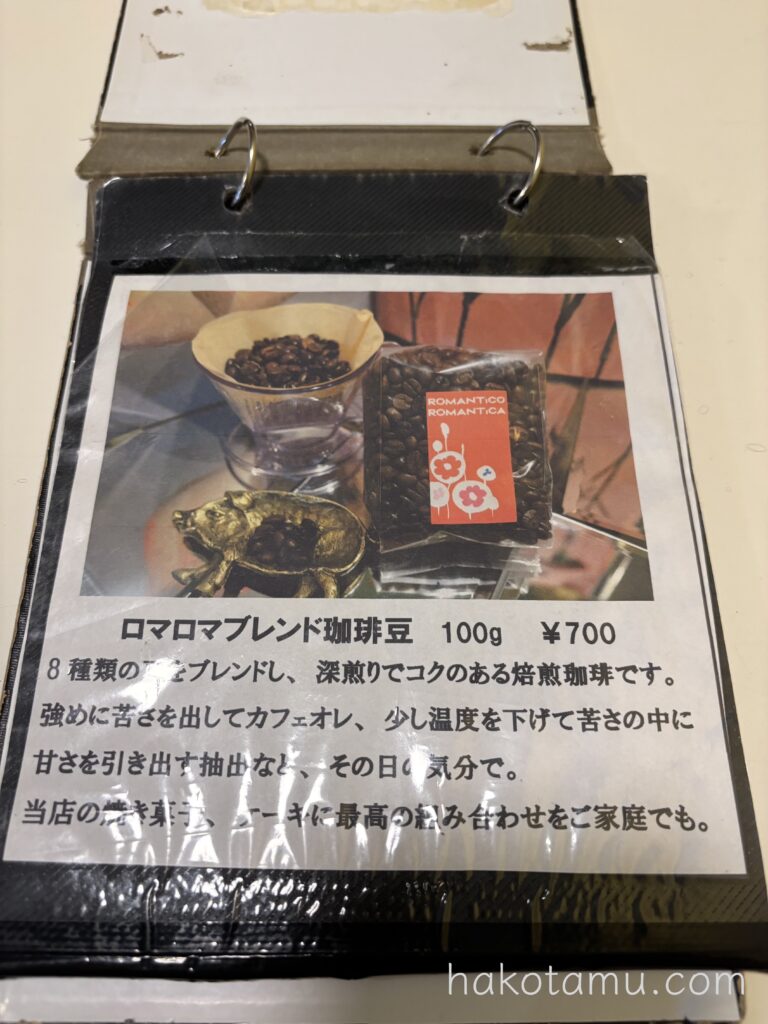 ROMANTiCO
ROMANTiCA
ロマロマブレンド珈琲豆 100g ¥700
8種類の豆をブレンドし、深煎りでコクのある焙煎珈琲です。
強めに苦さを出してカフェオレ、少し温度を下げて苦さの中に
甘さを引き出す抽出など、その日の気分で。
当店の焼き菓子、ケーキに最高の組み合わせをご家庭でも。
hakotamu.com